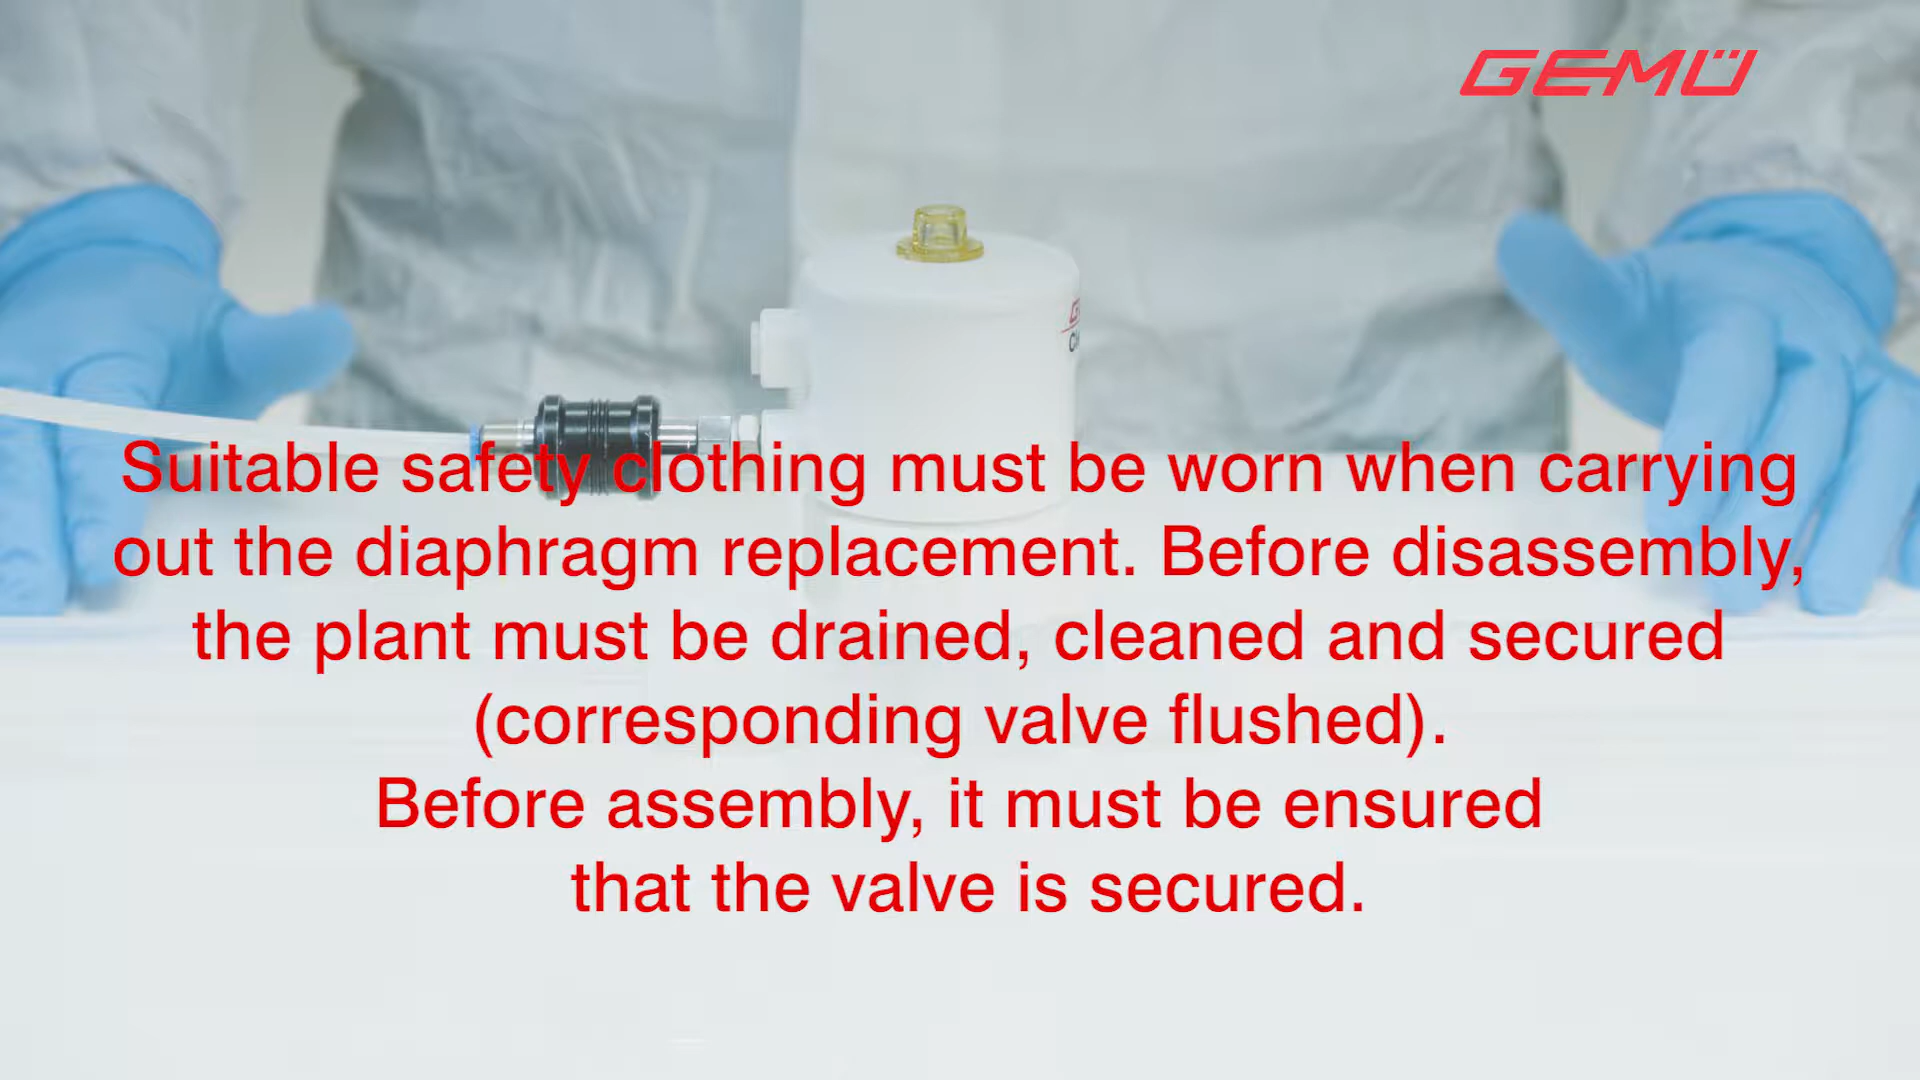 GEMÜ
Suitable safety clothing must be worn when carrying
out the diaphragm replacement. Before disassembly,
the plant must be drained, cleaned and secured
(corresponding valve flushed).
Before assembly, it must be ensured
that the valve is secured.